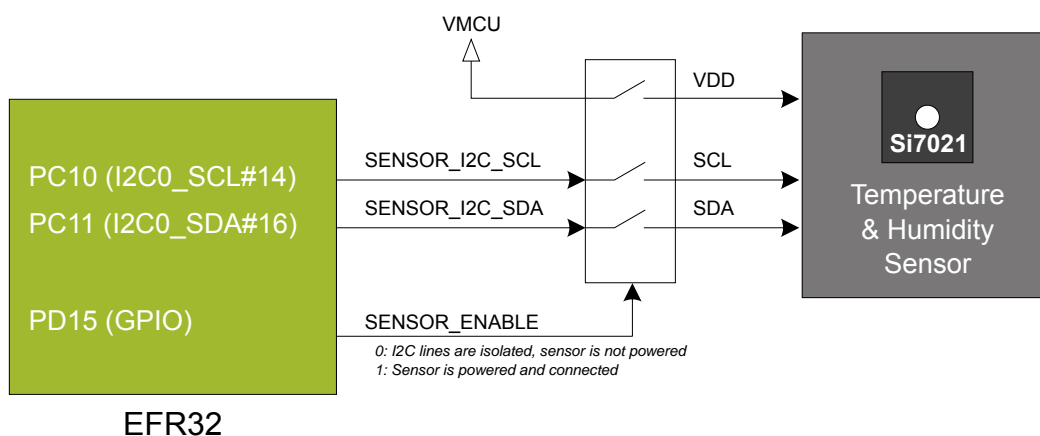 VMCU
VDD
Si7021
PC10 (I2C0_SCL#14)
SENSOR_I2C_SCL
SCL
PC11 (I2C0_SDA#16)
SENSOR_I2C_SDA
SDA
Temperature
& Humidity
Sensor
PD15 (GPIO)
SENSOR_ENABLE
0: I2C lines are isolated, sensor is not powered
1: Sensor is powered and connected
EFR32